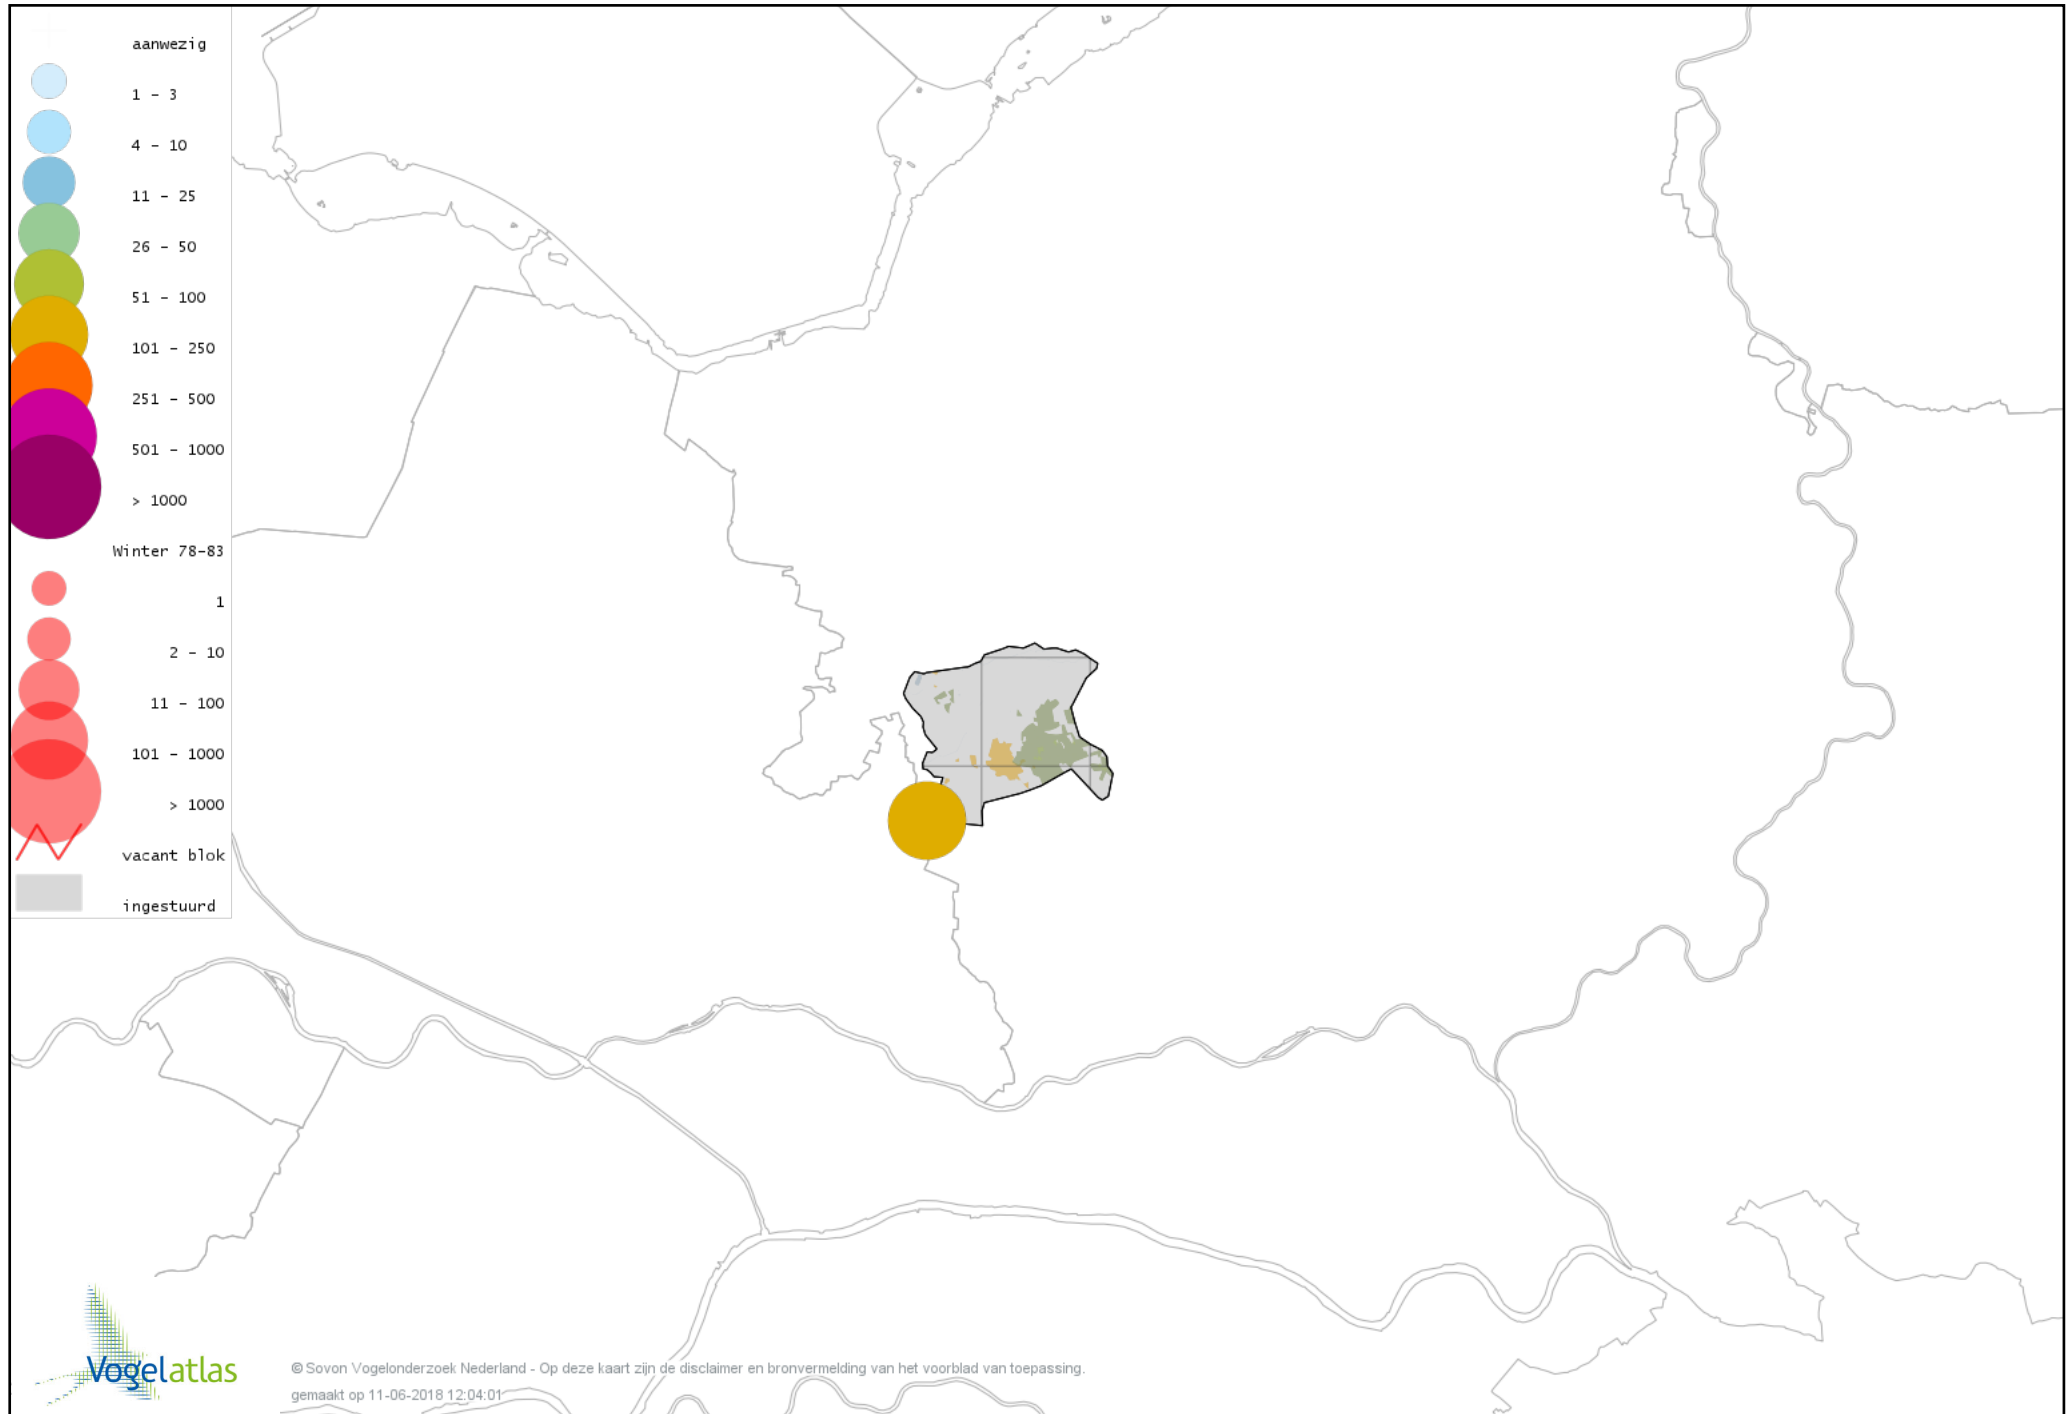 aanwezig
1 - 3
4 - 10
11 - 25
26 - 50
51 - 100
101 - 250
251 - 500
501 - 1000
> 1000
Winter 78-83
1
2 - 10
11 - 100
101 - 1000
> 1000
vacant blok
ingestuurd
Vogelatlas
© Sovon Vogelonderzoek Nederland - Op deze kaart zijn de disclaimer en bronvermelding van het voorblad van toepassing.
gemaakt op 11-06-2018 12:04:01